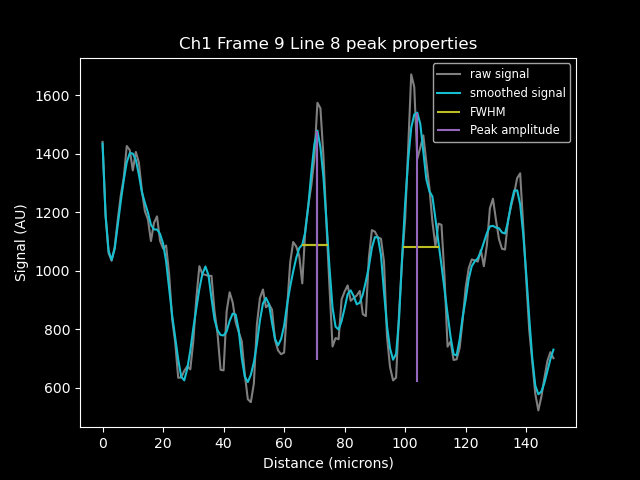 Ch1 Frame 9 Line 8 peak properties
raw signal
smoothed signal
FWHM
Peak amplitude
Signal (AU)
1600
1400
1200
1000
800
600
0 20 40 60 80 100 120 140
Distance (microns)